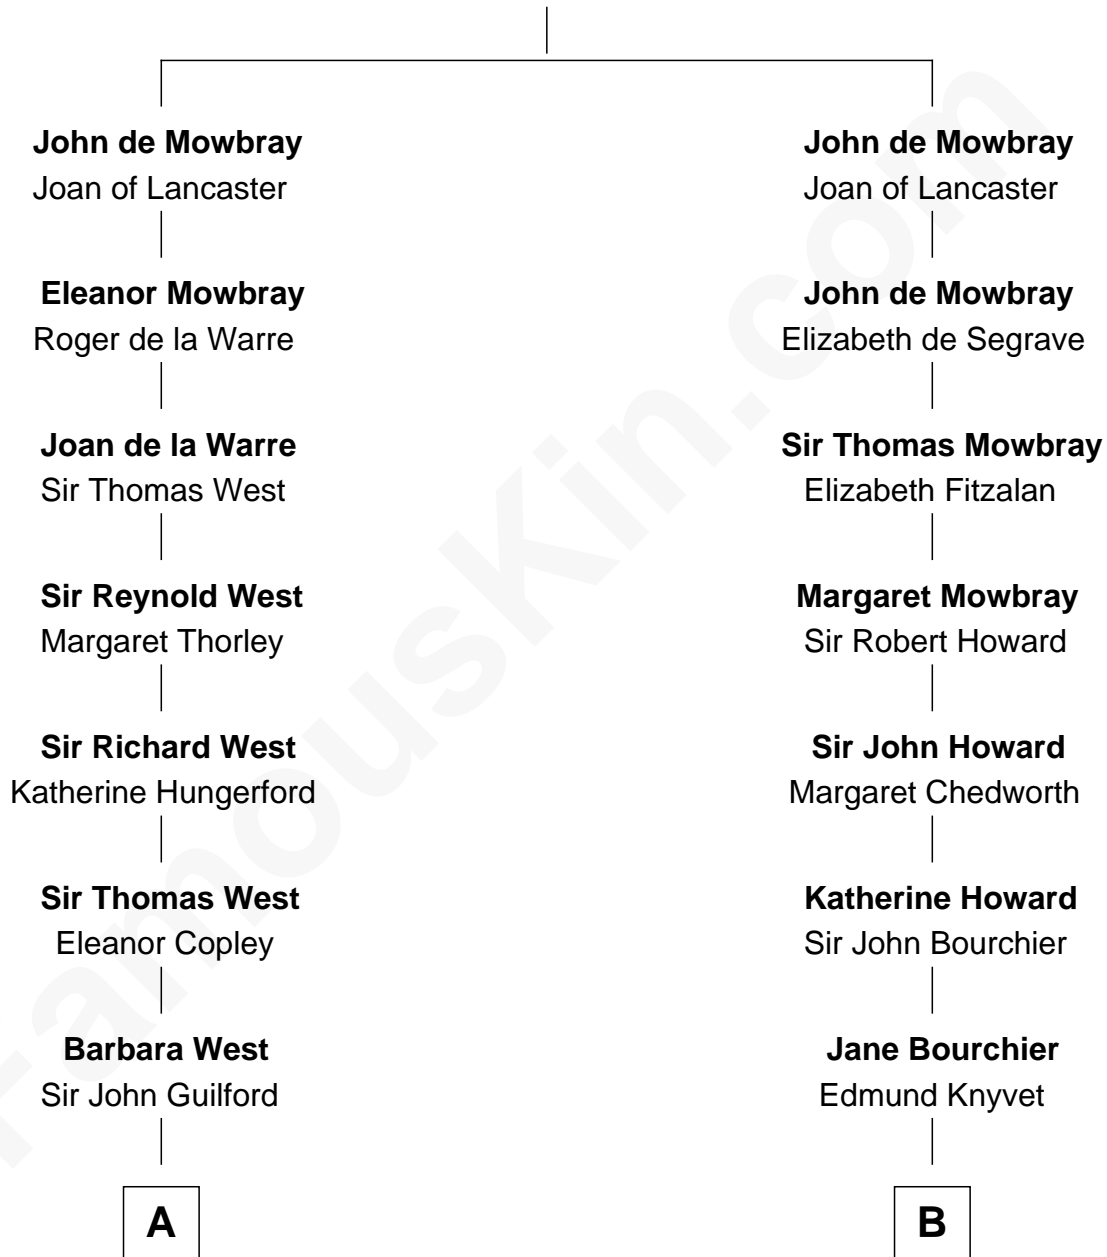 John de Mowbray
Joan of Lancaster
Eleanor Mowbray
Roger de la Warre
Joan de la Warre
Sir Thomas West
Sir Reynold West
Margaret Thorley
Sir Richard West
Katherine Hungerford
Sir Thomas West
Eleanor Copley
Barbara West
Sir John Guilford
A
John de Mowbray
Joan of Lancaster
John de Mowbray
Elizabeth de Segrave
Sir Thomas Mowbray
Elizabeth Fitzalan
Margaret Mowbray
Sir Robert Howard
Sir John Howard
Margaret Chedworth
Katherine Howard
Sir John Bourchier
Jane Bourchier
Edmund Knyvet
B
FamousKin.com